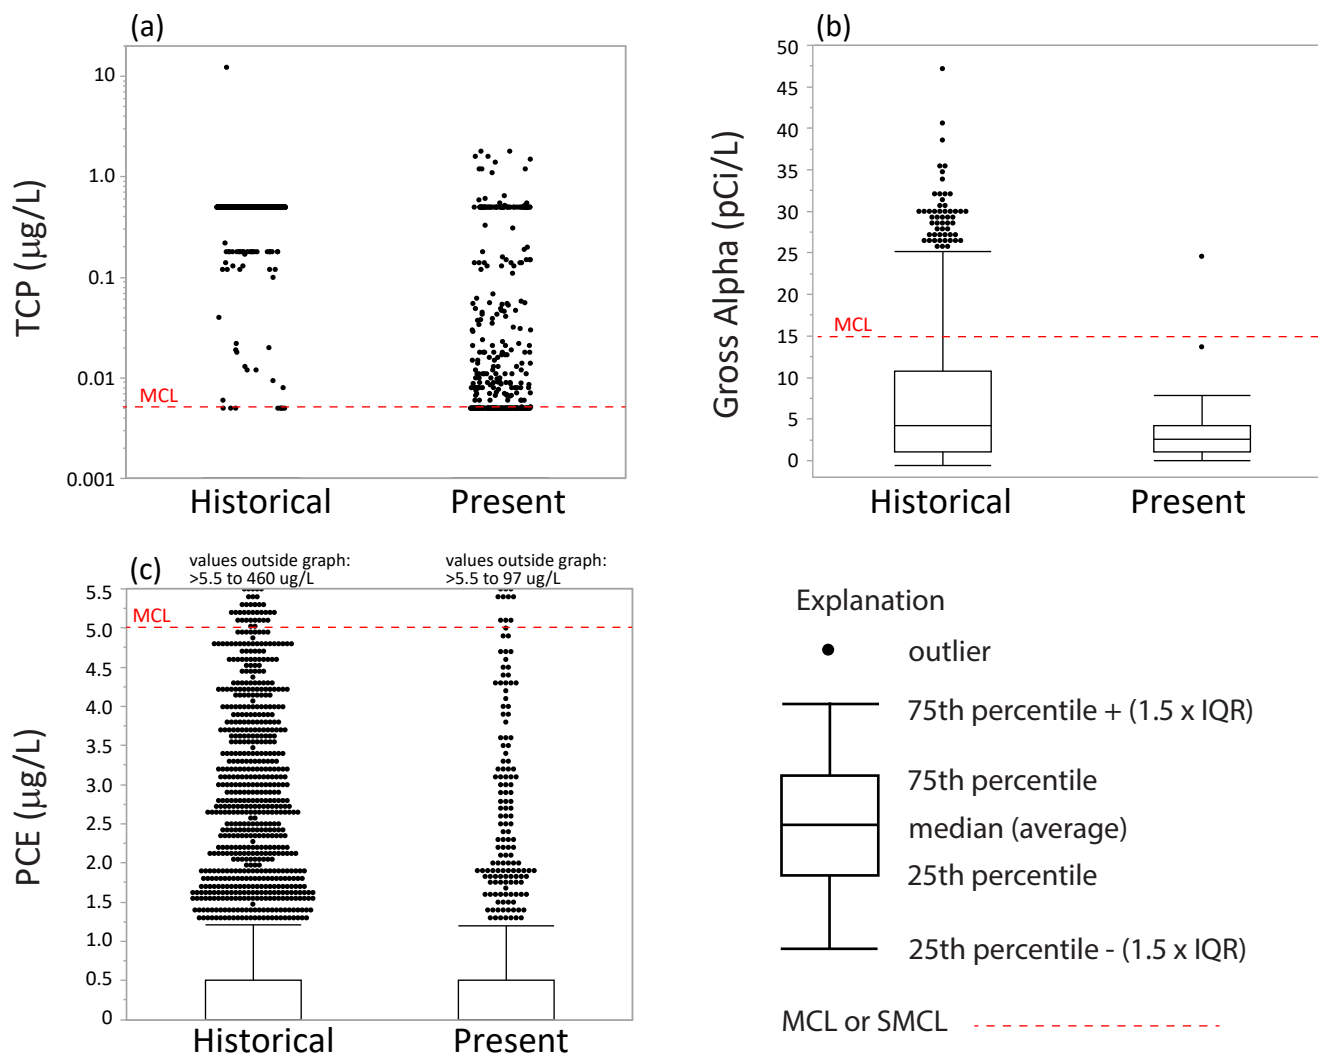 (a)
TCP (µg/L)
10
1.0
0.1
0.01
0.001
MCL
Historical
Present
(b)
Gross Alpha (pCi/L)
50
45
40
35
30
25
20
15
10
5
0
MCL
Historical
Present
(c)
values outside graph:
>5.5 to 460 ug/L
values outside graph:
>5.5 to 97 ug/L
PCE (µg/L)
5.5
5.0
4.5
4.0
3.5
3.0
2.5
2.0
1.5
1.0
0.5
0
MCL
Historical
Present
Explanation
outlier
75th percentile + (1.5 x IQR)
75th percentile
median (average)
25th percentile
25th percentile - (1.5 x IQR)
MCL or SMCL